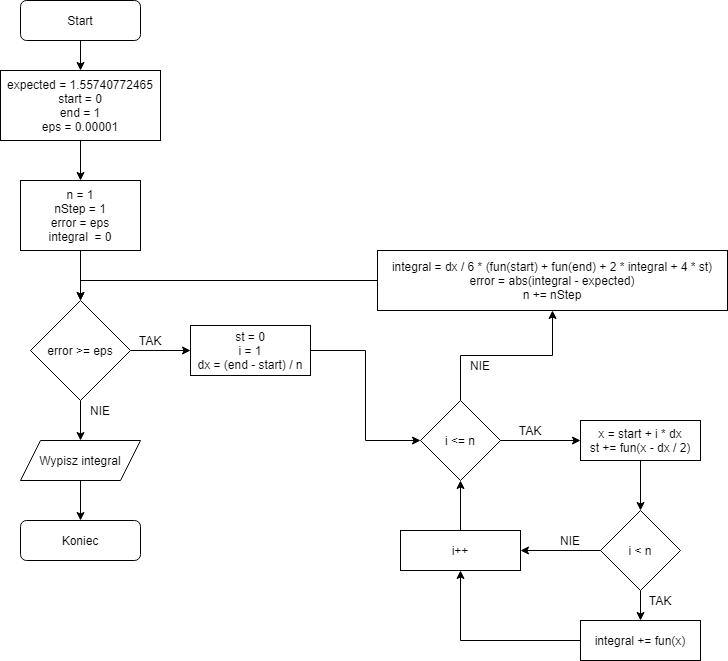 Start
expected = 1.55740772465
start = 0
end = 1
eps = 0.00001
n = 1
nStep = 1
error = eps
integral  = 0
integral = dx / 6 * (fun(start) + fun(end) + 2 * integral + 4 * st)
error = abs(integral - expected)
n += nStep
error >= eps
TAK
st = 0
i = 1
dx = (end - start) / n
NIE
NIE
Wypisz integral
Koniec
i <= n
TAK
x = start + i * dx
st += fun(x - dx / 2)
i < n
NIE
i++
TAK
integral += fun(x)